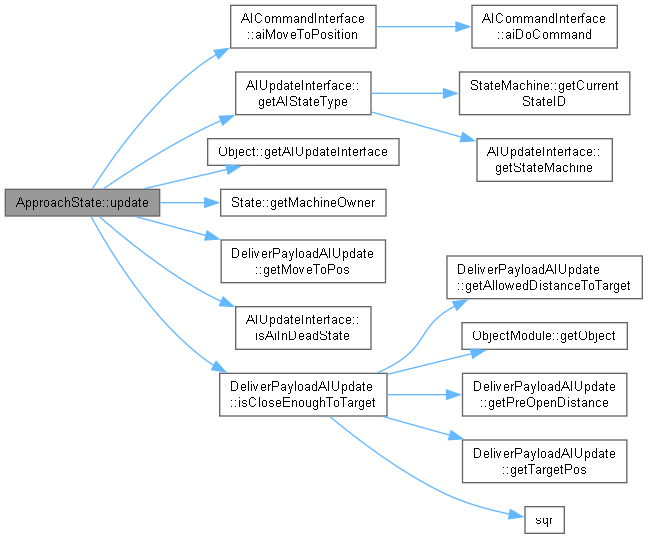 AICommandInterface
::aiMoveToPosition
AICommandInterface
::aiDoCommand
AIUpdateInterface::
getAIStateType
StateMachine::getCurrent
StateID
AIUpdateInterface::
getStateMachine
Object::getAIUpdateInterface
ApproachState::update
State::getMachineOwner
DeliverPayloadAIUpdate
::getMoveToPos
AIUpdateInterface::
isAiInDeadState
DeliverPayloadAIUpdate
::isCloseEnoughToTarget
DeliverPayloadAIUpdate
::getAllowedDistanceToTarget
ObjectModule::getObject
DeliverPayloadAIUpdate
::getPreOpenDistance
DeliverPayloadAIUpdate
::getTargetPos
sqr